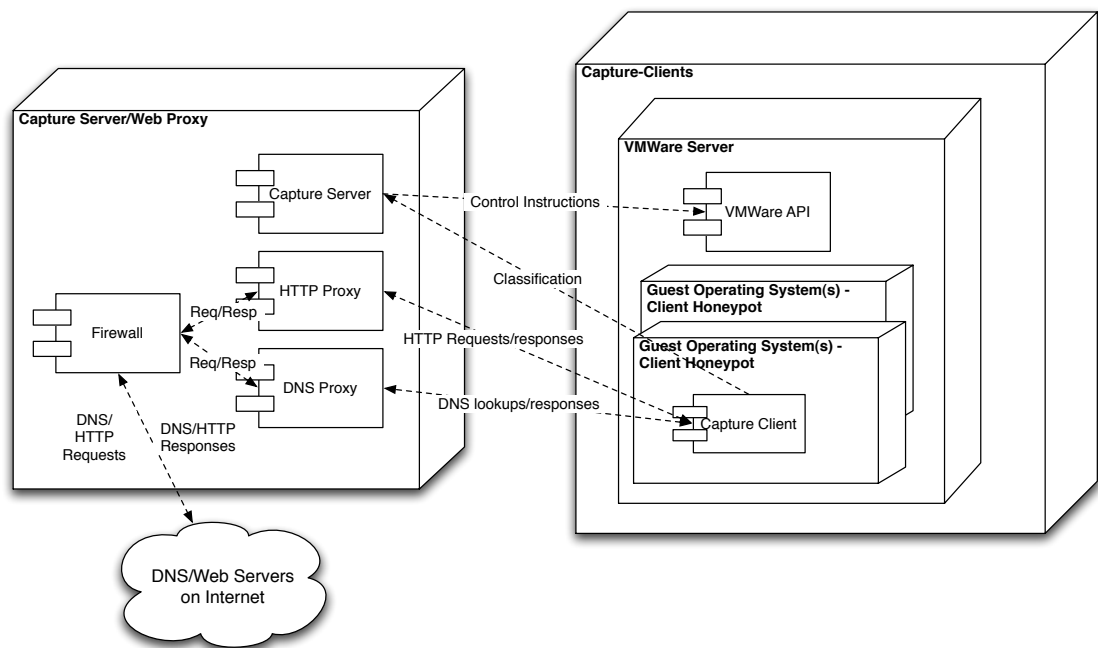 Capture-Clients
Capture Server/Web Proxy
VMWare Server
Capture Server
Control Instructions
VMWare API
Classification
HTTP Proxy
Guest Operating System(s) -
Client Honeypot
Req/Resp
Firewall
HTTP Requests/responses
Guest Operating System(s) -
Client Honeypot
Req/Resp
DNS Proxy
DNS lookups/responses
Capture Client
DNS/
HTTP
Requests
DNS/HTTP
Responses
DNS/Web Servers
on Internet